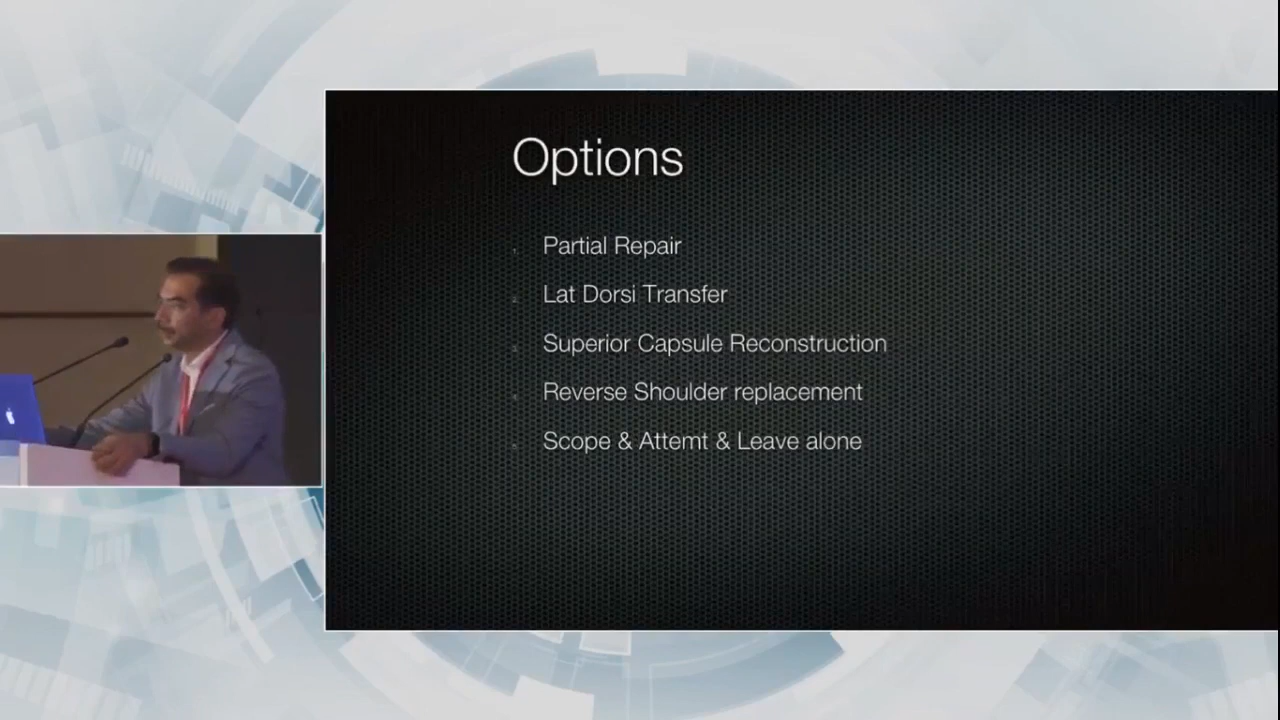 Options
Partial Repair
Lat Dorsi Transfer
Superior Capsule Reconstruction
Reverse Shoulder replacement
Scope & Attemt & Leave alone